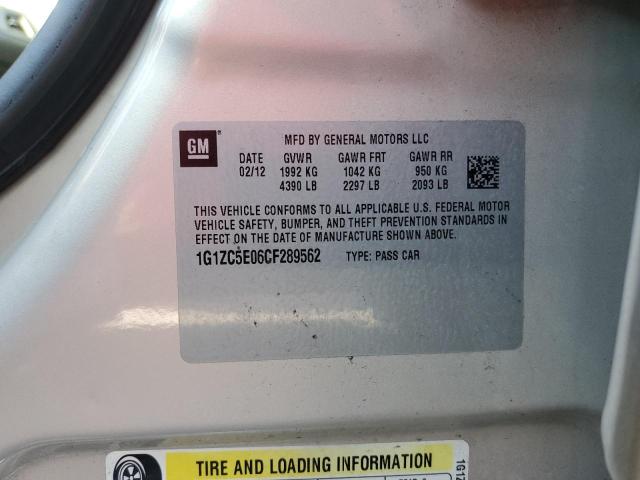 GM
MFD BY GENERAL MOTORS LLC
DATE GVWR GAWR FRT GAWR RR
02/12 1992 KG 1042 KG 950 KG
4390 LB 2297 LB 2093 LB
THIS VEHICLE CONFORMS TO ALL APPLICABLE U.S. FEDERAL MOTOR
VEHICLE SAFETY, BUMPER, AND THEFT PREVENTION STANDARDS IN
EFFECT ON THE DATE OF MANUFACTURE SHOWN ABOVE.
1G1ZC5E06CF289562 TYPE: PASS CAR
TIRE AND LOADING INFORMATION
1G1Z